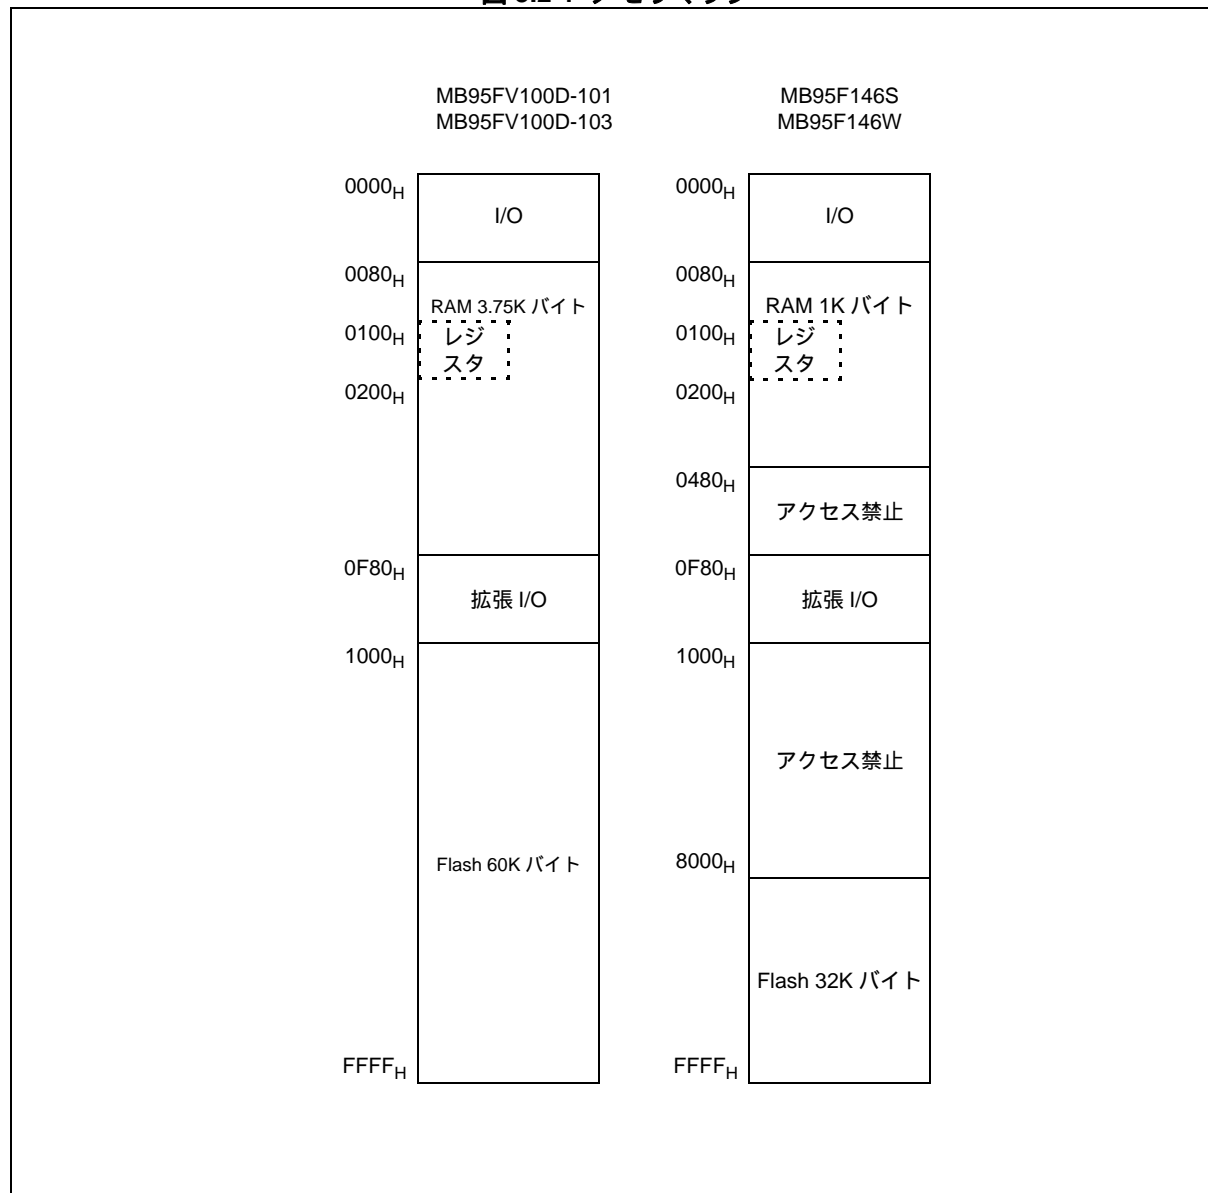 MB95FV100D-101
MB95FV100D-103
0000H
I/O
0080H
RAM 3.75K バイト
0100H
レジ
スタ
0200H
0F80H
拡張 I/O
1000H
Flash 60K バイト
FFFFH
MB95F146S
MB95F146W
0000H
I/O
0080H
RAM 1K バイト
0100H
レジ
スタ
0200H
0480H
アクセス禁止
0F80H
拡張 I/O
1000H
アクセス禁止
8000H
Flash 32K バイト
FFFFH